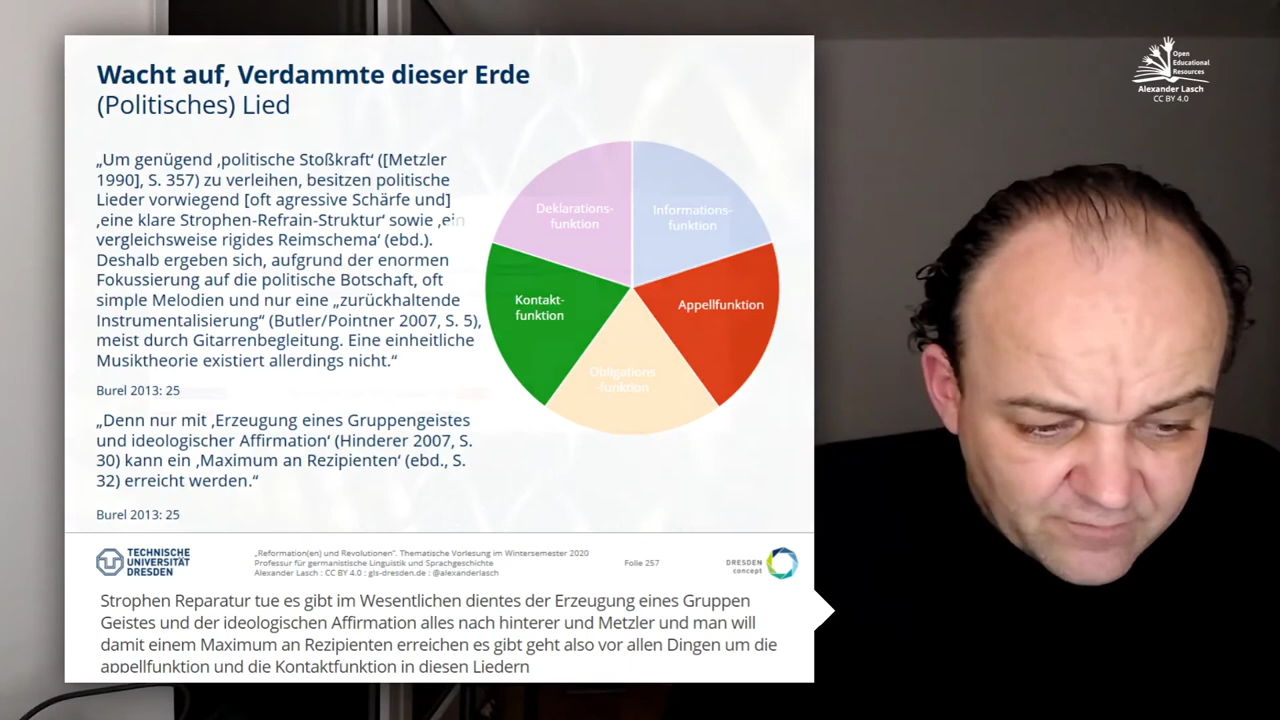 Wacht auf, Verdammte dieser Erde
(Politisches) Lied
„Um genügend ‚politische Stoßkraft‘ ([Metzler
1990], S. 357) zu verleihen, besitzen politische
Lieder vorwiegend [oft agressive Schärfe und]
‚eine klare Strophen-Refrain-Struktur‘ sowie ‚ein
vergleichsweise rigides Reimschema‘ (ebd.).
Deshalb ergeben sich, aufgrund der enormen
Fokussierung auf die politische Botschaft, oft
simple Melodien und nur eine „zurückhaltende
Instrumentalisierung“ (Butler/Pointner 2007, S. 5),
meist durch Gitarrenbegleitung. Eine einheitliche
Musiktheorie existiert allerdings nicht.“
Burel 2013: 25
„Denn nur mit ‚Erzeugung eines Gruppengeistes
und ideologischer Affirmation‘ (Hinderer 2007, S.
30) kann ein ‚Maximum an Rezipienten‘ (ebd., S.
32) erreicht werden.“
Burel 2013: 25
Deklarations-
funktion
Informations-
funktion
Kontakt-
funktion
Appellfunktion
Obligations
-funktion
TECHNISCHE
UNIVERSITÄT
DRESDEN
„Reformation(en) und Revolutionen“. Thematische Vorlesung im Wintersemester 2020
Professur für germanistische Linguistik und Sprachgeschichte
Alexander Lasch : CC BY 4.0 : gls-dresden.de : @alexanderlasch
Folie 257
DRESDEN
concept
Strophen Reparatur tue es gibt im Wesentlichen dientes der Erzeugung eines Gruppen
Geistes und der ideologischen Affirmation alles nach hinterer und Metzler und man will
damit einem Maximum an Rezipienten erreichen es gibt geht also vor allen Dingen um die
appellfunktion und die Kontaktfunktion in diesen Liedern
Open
Educational
Resources
Alexander Lasch
CC BY 4.0